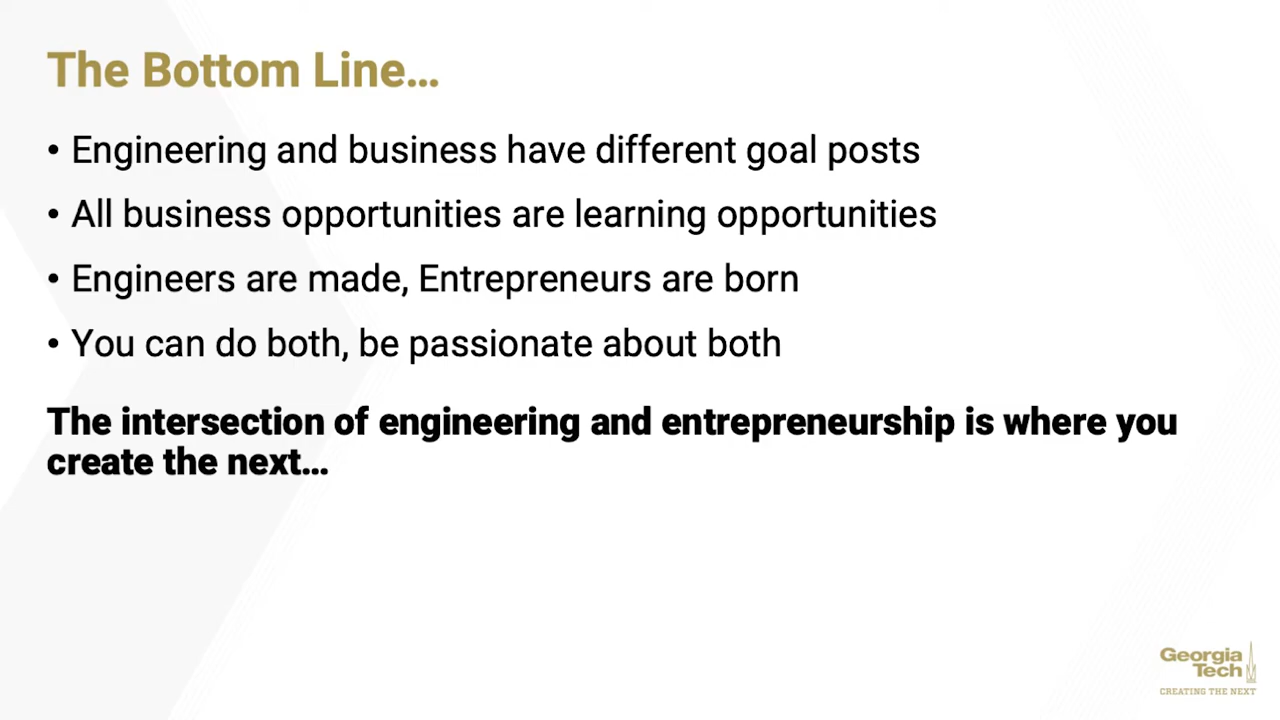 The Bottom Line...
• Engineering and business have different goal posts
• All business opportunities are learning opportunities
• Engineers are made, Entrepreneurs are born
• You can do both, be passionate about both
The intersection of engineering and entrepreneurship is where you
create the next...
Georgia
Tech
CREATING THE NEXT